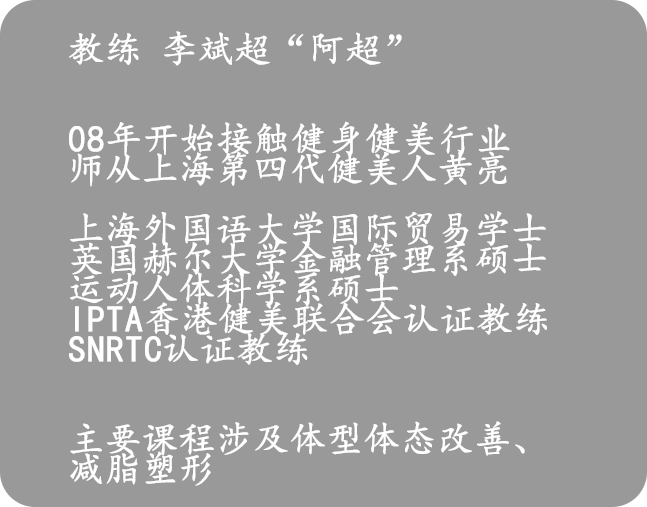 教练 李斌超“阿超”
08年开始接触健身健美行业
师从上海第四代健美人黄亮
上海外国语大学国际贸易学士
英国赫尔大学金融管理系硕士
运动人体科学系硕士
IPTA香港健美联合会认证教练
SNRTC认证教练
主要课程涉及体型体态改善、
减脂塑形